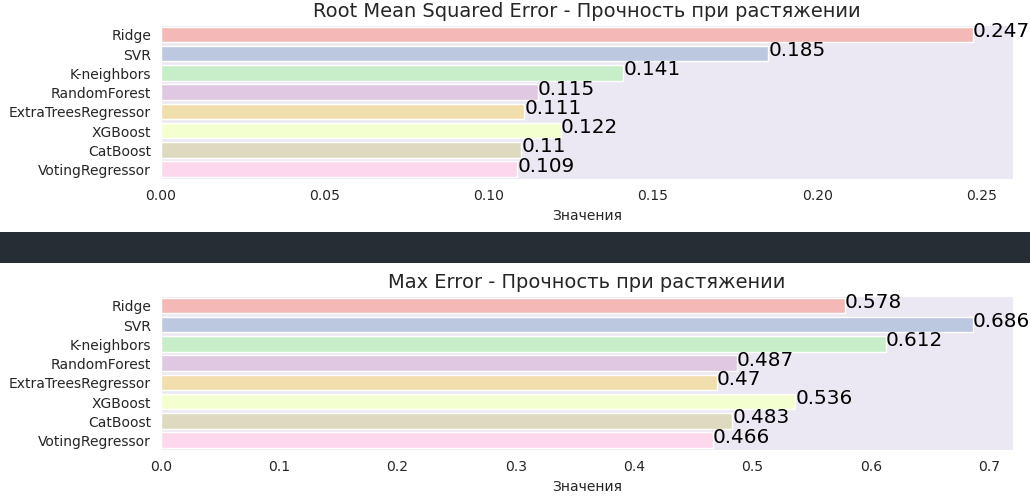 Root Mean Squared Error - Прочность при растяжении
Ridge 0.247
SVR 0.185
K-neighbors 0.141
RandomForest 0.115
ExtraTreesRegressor 0.111
XGBoost 0.122
CatBoost 0.11
VotingRegressor 0.109
0.00 0.05 0.10 0.15 0.20 0.25
Значения
Max Error - Прочность при растяжении
Ridge 0.578
SVR 0.686
K-neighbors 0.612
RandomForest 0.487
ExtraTreesRegressor 0.47
XGBoost 0.536
CatBoost 0.483
VotingRegressor 0.466
0.0 0.1 0.2 0.3 0.4 0.5 0.6 0.7
Значения